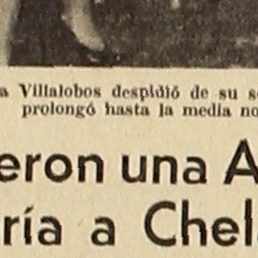 a Villalobos despidió de su s
prolongó hasta la media no
eron una A
ría a Chel